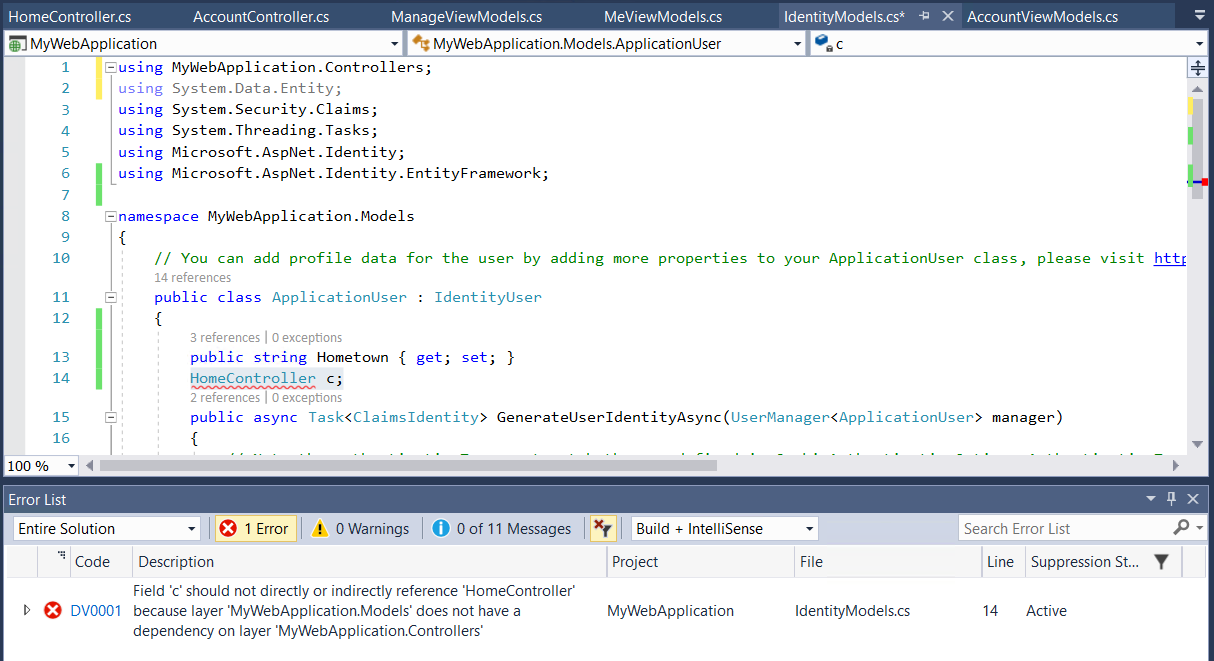 HomeController.cs AccountController.cs ManageViewModels.cs MeViewModels.cs IdentityModels.cs* AccountViewModels.cs
MyWebApplication MyWebApplication.Models.ApplicationUser c
1 using MyWebApplication.Controllers;
2 using System.Data.Entity;
3 using System.Security.Claims;
4 using System.Threading.Tasks;
5 using Microsoft.AspNet.Identity;
6 using Microsoft.AspNet.Identity.EntityFramework;
7
8 namespace MyWebApplication.Models
9 {
10 // You can add profile data for the user by adding more properties to your ApplicationUser class, please visit http
14 references
11 public class ApplicationUser : IdentityUser
12 {
3 references | 0 exceptions
13 public string Hometown { get; set; }
14 HomeController c;
2 references | 0 exceptions
15 public async Task<ClaimsIdentity> GenerateUserIdentityAsync(UserManager<ApplicationUser> manager)
16 {
100 %
Error List
Entire Solution 1 Error 0 Warnings 0 of 11 Messages Build + IntelliSense Search Error List
Code Description Project File Line Suppression St...
Field 'c' should not directly or indirectly reference 'HomeController'
DV0001 because layer 'MyWebApplication.Models' does not have a MyWebApplication IdentityModels.cs 14 Active
dependency on layer 'MyWebApplication.Controllers'